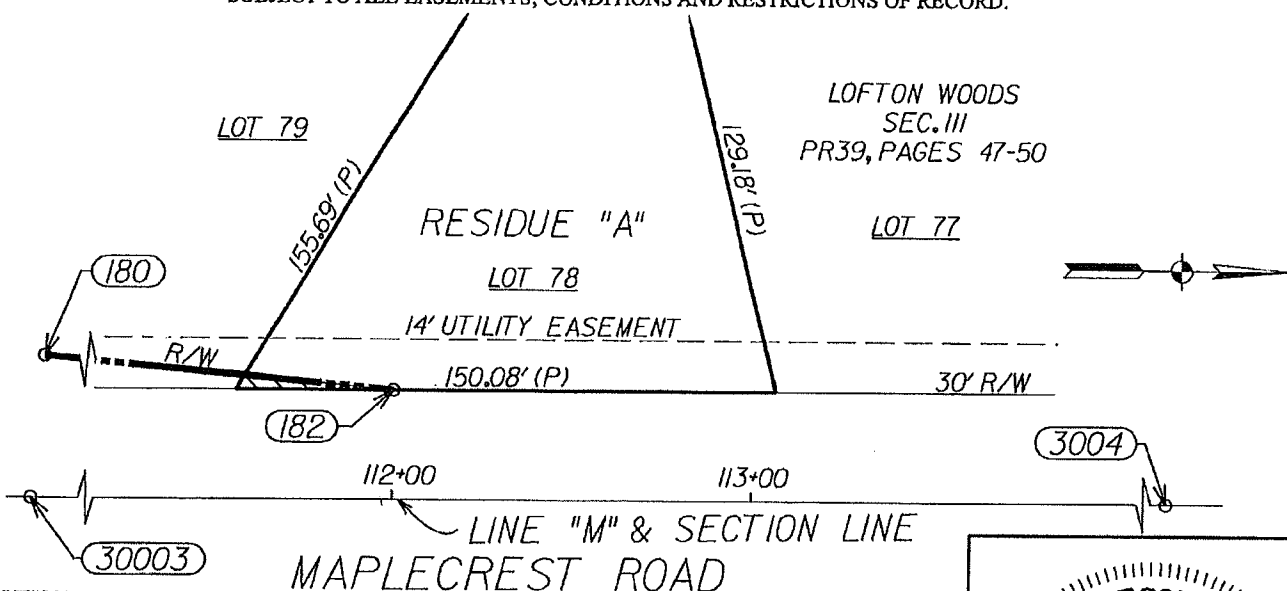 SUBJECT TO ALL EASEMENTS, CONDITIONS AND RESTRICTIONS OF RECORD.
LOFTON WOODS
SEC. III
PR39, PAGES 47-50
LOT 79
155.69' (P)
129.18' (P)
RESIDUE "A"
LOT 77
LOT 78
180
14' UTILITY EASEMENT
R/W
150.08' (P)
30' R/W
182
3004
112+00
113+00
LINE "M" & SECTION LINE
30003
MAPLECREST ROAD